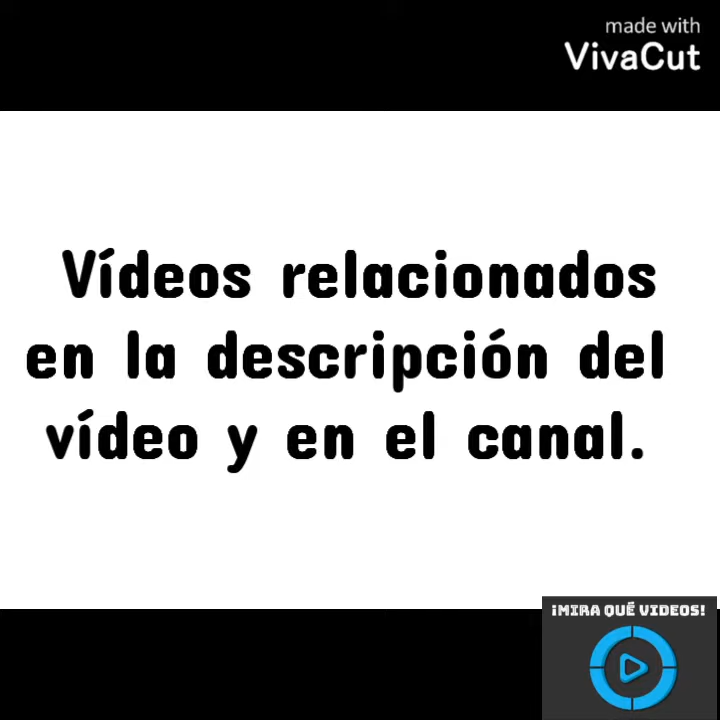 made with
VivaCut
Vídeos relacionados
en la descripción del
vídeo y en el canal.
¡MIRA QUÉ VIDEOS!